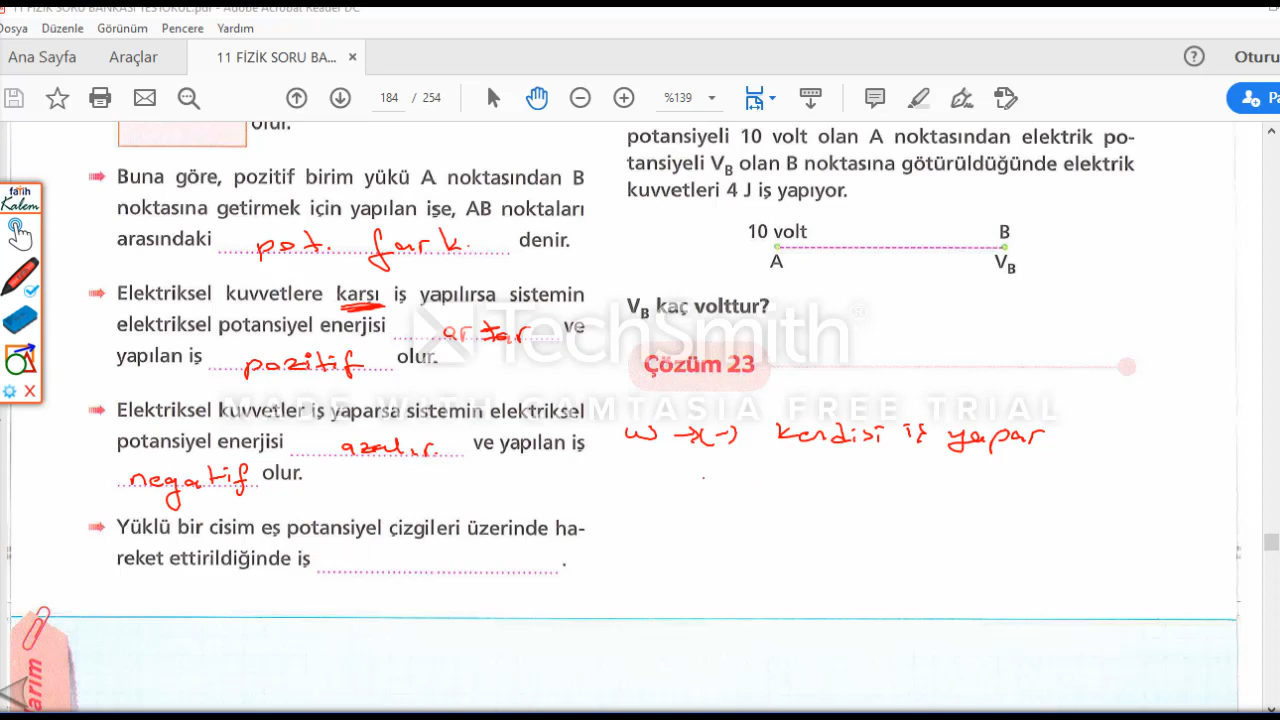 11 FİZİK SORU BANKASI TESTOKUL.pdf - Adobe Acrobat Reader DC
Dosya Düzenle Görünüm Pencere Yardım
Ana Sayfa Araçlar 11 FİZİK SORU BA... × ? Oturu
184 / 254 %139 Pa
olur.
Buna göre, pozitif birim yükü A noktasından B
noktasına getirmek için yapılan işe, AB noktaları
arasındaki pot. fark. denir.
Elektriksel kuvvetlere karşı iş yapılırsa sistemin
elektriksel potansiyel enerjisi artar ve
yapılan iş pozitif olur.
Elektriksel kuvvetler iş yaparsa sistemin elektriksel
potansiyel enerjisi azalır. ve yapılan iş
negatif olur.
Yüklü bir cisim eş potansiyel çizgileri üzerinde ha-
reket ettirildiğinde iş .
potansiyeli 10 volt olan A noktasından elektrik po-
tansiyeli VB olan B noktasına götürüldüğünde elektrik
kuvvetleri 4 J iş yapıyor.
10 volt B
A VB
VB kaç volttur?
Çözüm 23
W → (-) kendisi iş yapar
fatih
Kalem
TechSmith
MADE WITH CAMTASIA FREE TRIAL
arım